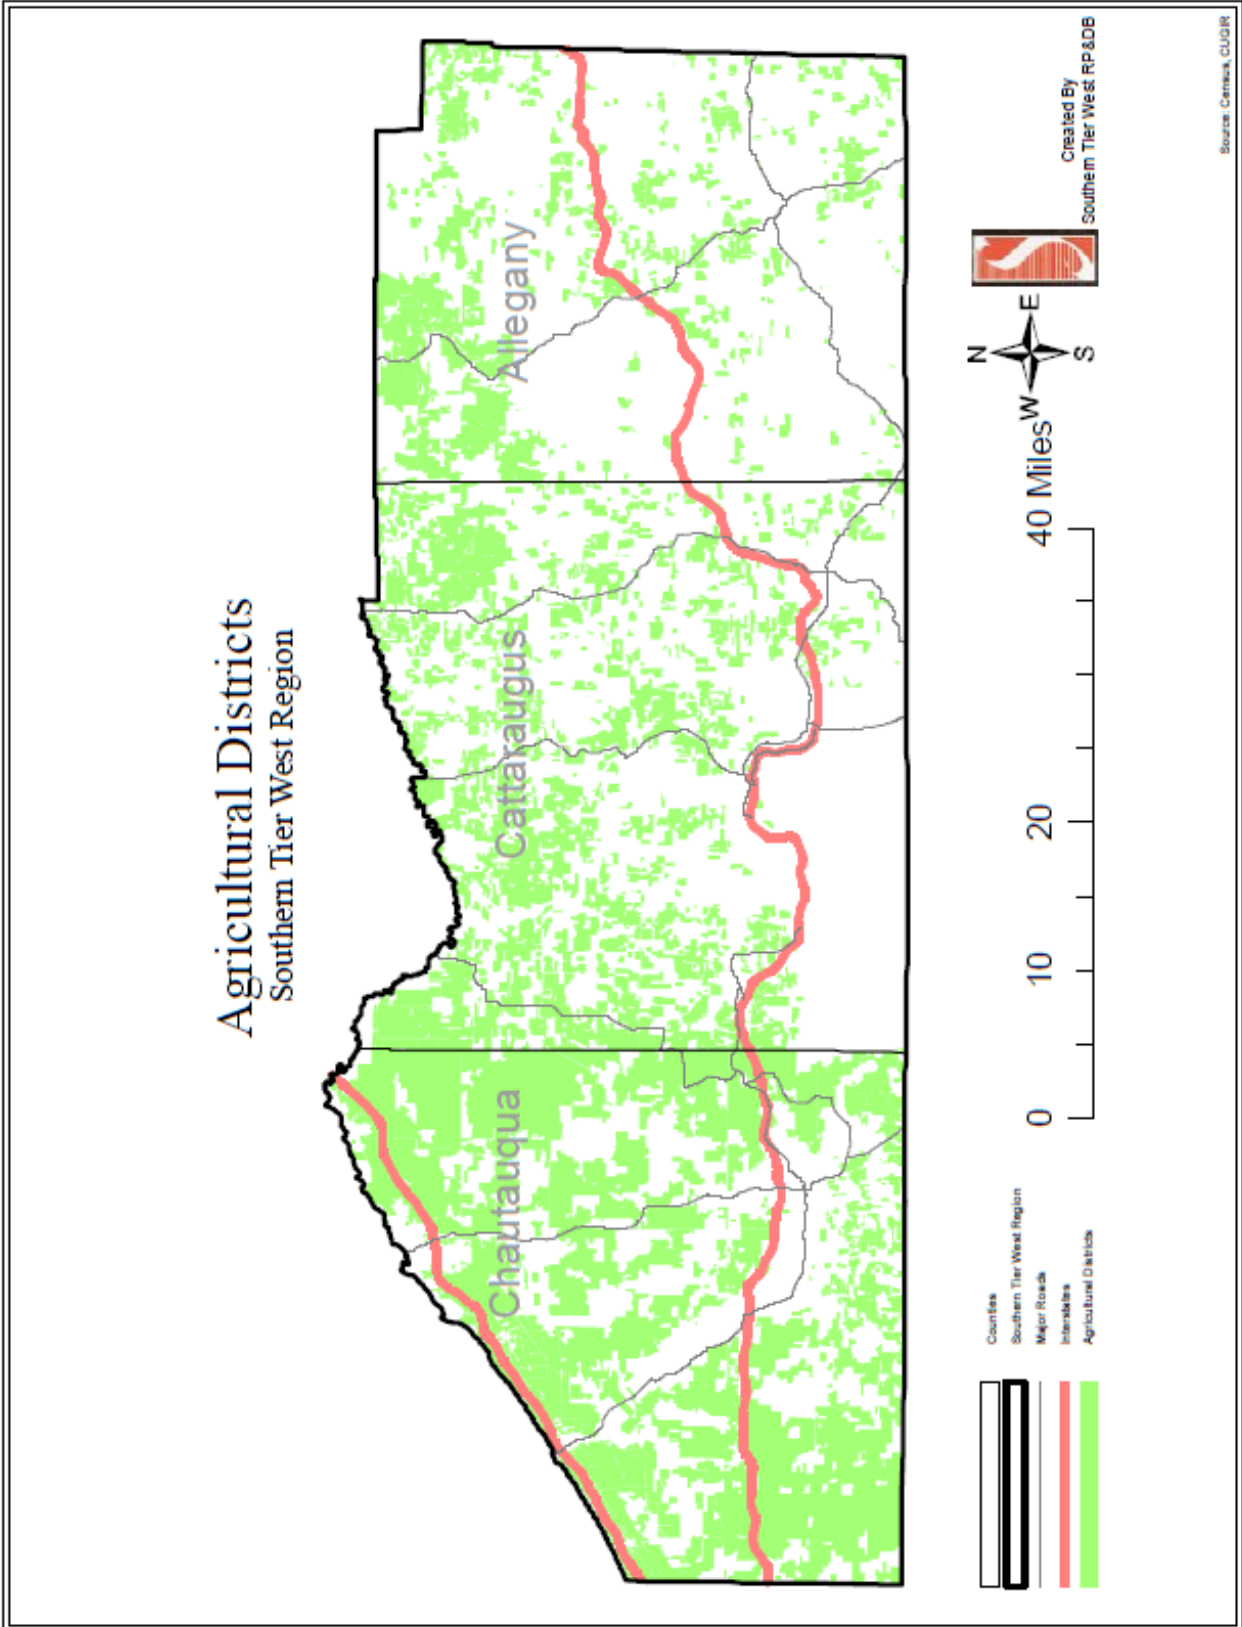 Agricultural Districts
Southern Tier West Region
Chautauqua
Cattaraugus
Allegany
Counties
Southern Tier West Region
Major Roads
Interstates
Agricultural Districts
0
10
20
40 Miles
N
W
E
S
Created By
Southern Tier West RP&DB
Source: Census, CUGIR